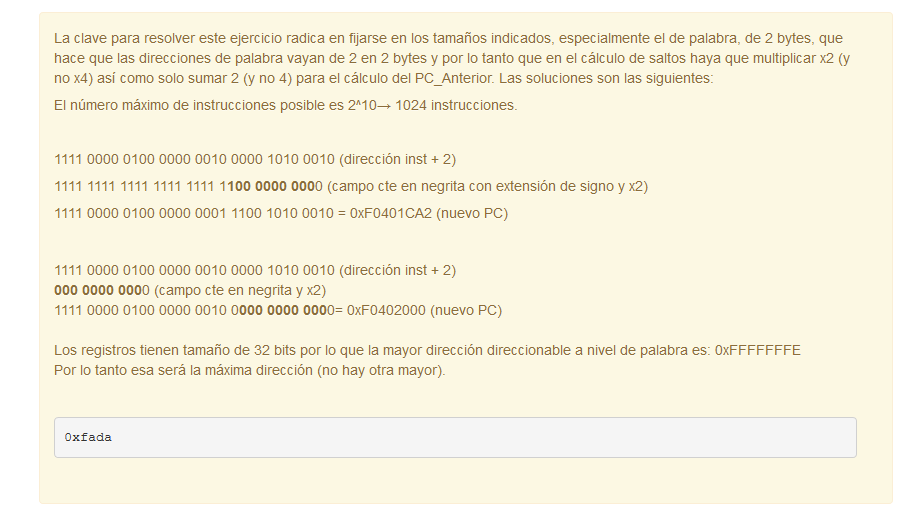 La clave para resolver este ejercicio radica en fijarse en los tamaños indicados, especialmente el de palabra, de 2 bytes, que
hace que las direcciones de palabra vayan de 2 en 2 bytes y por lo tanto que en el cálculo de saltos haya que multiplicar x2 (y
no x4) así como solo sumar 2 (y no 4) para el cálculo del PC_Anterior. Las soluciones son las siguientes:
El número máximo de instrucciones posible es 2^10→ 1024 instrucciones.
1111 0000 0100 0000 0010 0000 1010 0010 (dirección inst + 2)
1111 1111 1111 1111 1111 1100 0000 0000 (campo cte en negrita con extensión de signo y x2)
1111 0000 0100 0000 0001 1100 1010 0010 = 0xF0401CA2 (nuevo PC)
1111 0000 0100 0000 0010 0000 1010 0010 (dirección inst + 2)
000 0000 0000 (campo cte en negrita y x2)
1111 0000 0100 0000 0010 0000 0000 0000= 0xF0402000 (nuevo PC)
Los registros tienen tamaño de 32 bits por lo que la mayor dirección direccionable a nivel de palabra es: 0xFFFFFFFE
Por lo tanto esa será la máxima dirección (no hay otra mayor).
0xfada